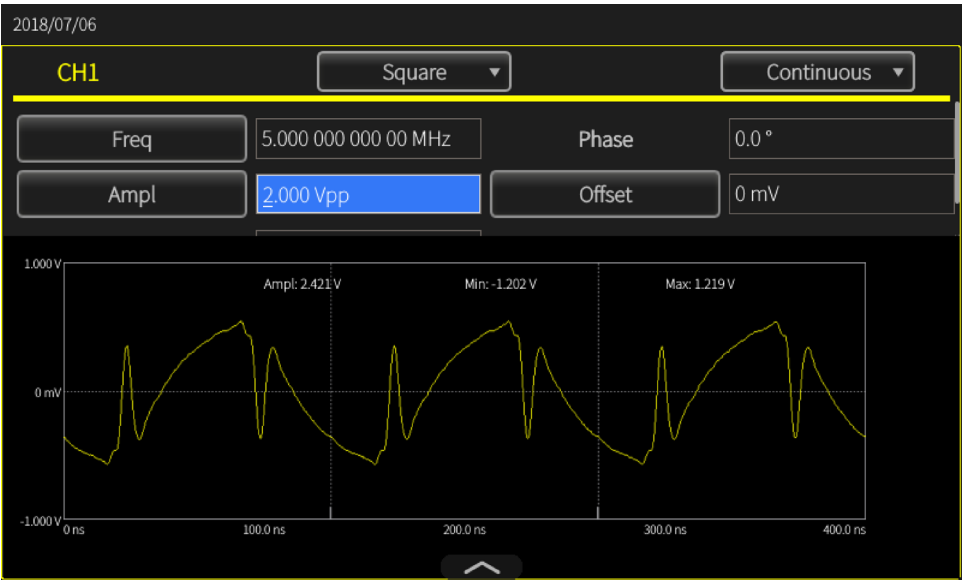 2018/07/06
CH1 Square Continuous
Freq 5.000 000 000 00 MHz Phase 0.0 °
Ampl 2.000 Vpp Offset 0 mV
1.000 V
Ampl: 2.421 V Min: -1.202 V Max: 1.219 V
0 mV
-1.000 V
0 ns 100.0 ns 200.0 ns 300.0 ns 400.0 ns